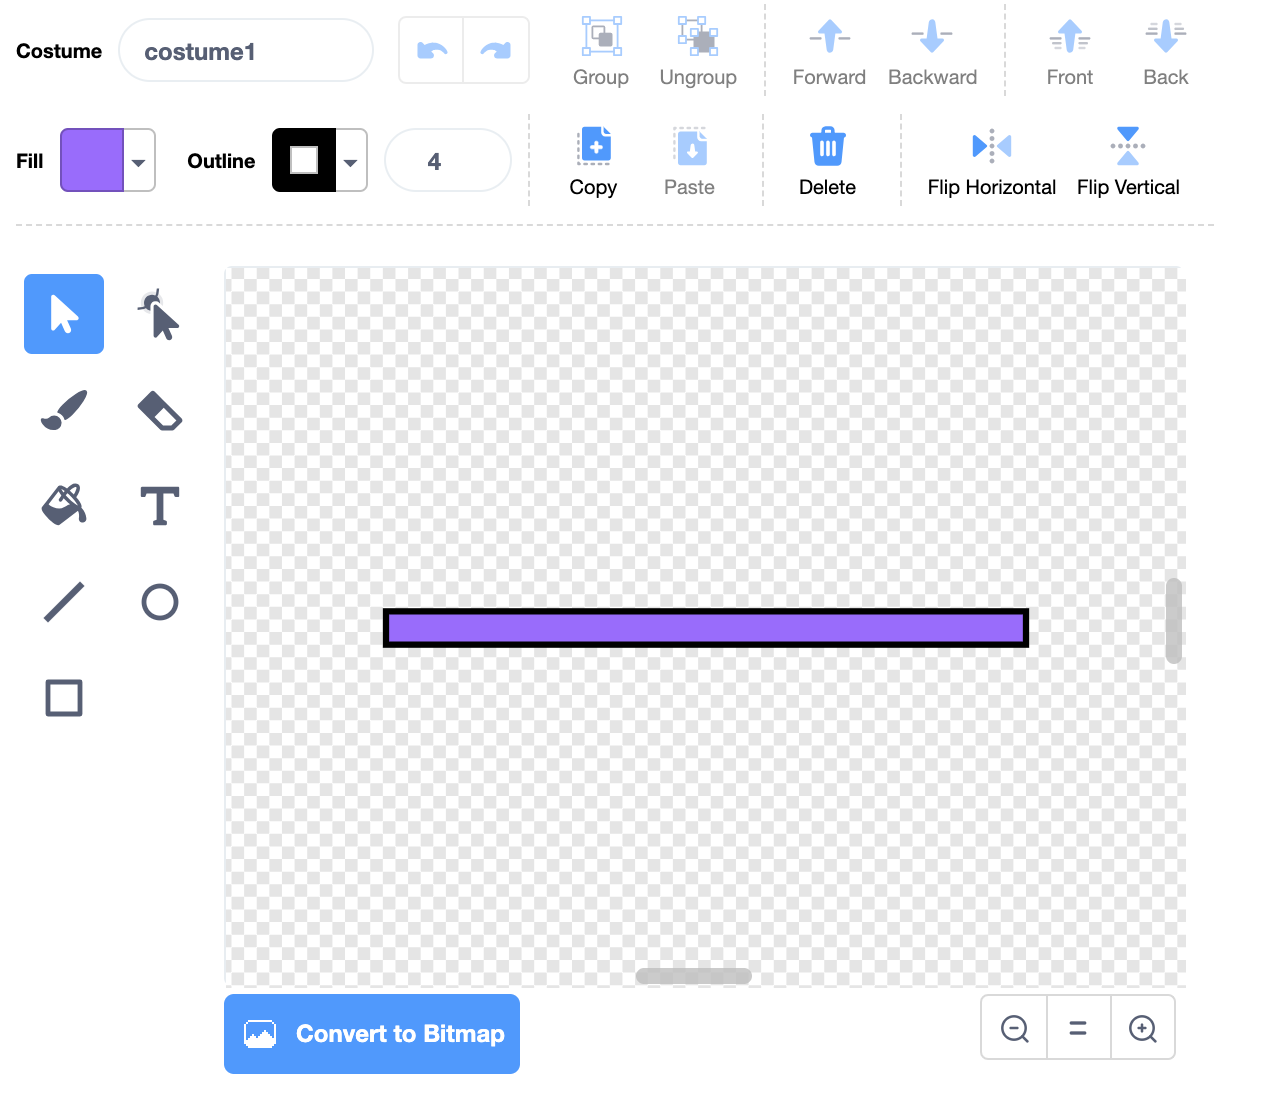 Costume costume1 Group Ungroup Forward Backward Front Back
Fill Outline 4 Copy Paste Delete Flip Horizontal Flip Vertical
Convert to Bitmap